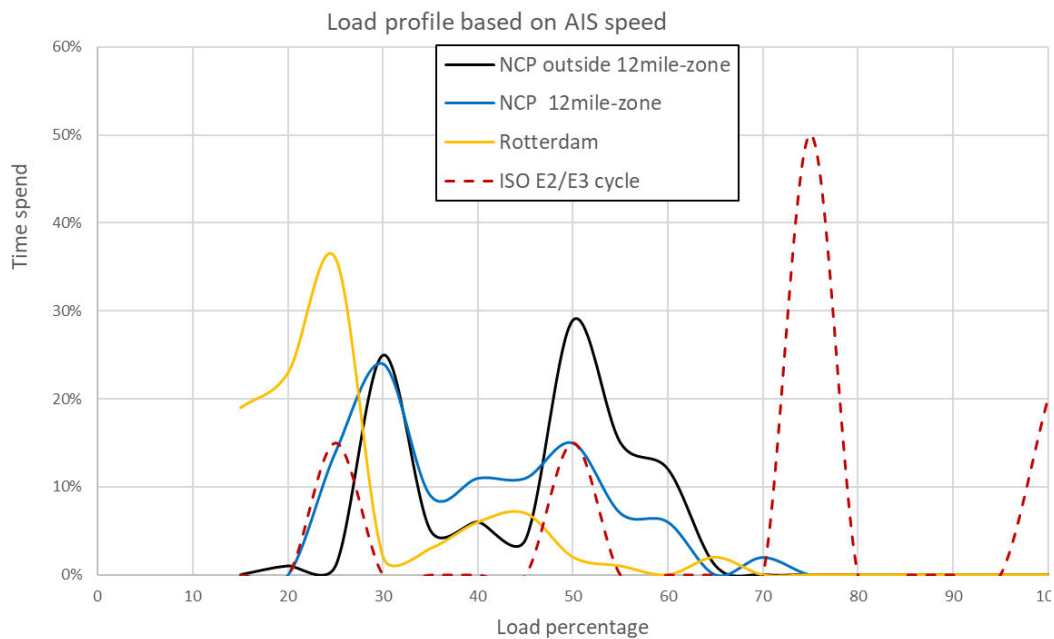 Load profile based on AIS speed
60%
50%
40%
30%
20%
10%
0%
Time spend
NCP outside 12mile-zone
NCP 12mile-zone
Rotterdam
ISO E2/E3 cycle
0 10 20 30 40 50 60 70 80 90 100
Load percentage